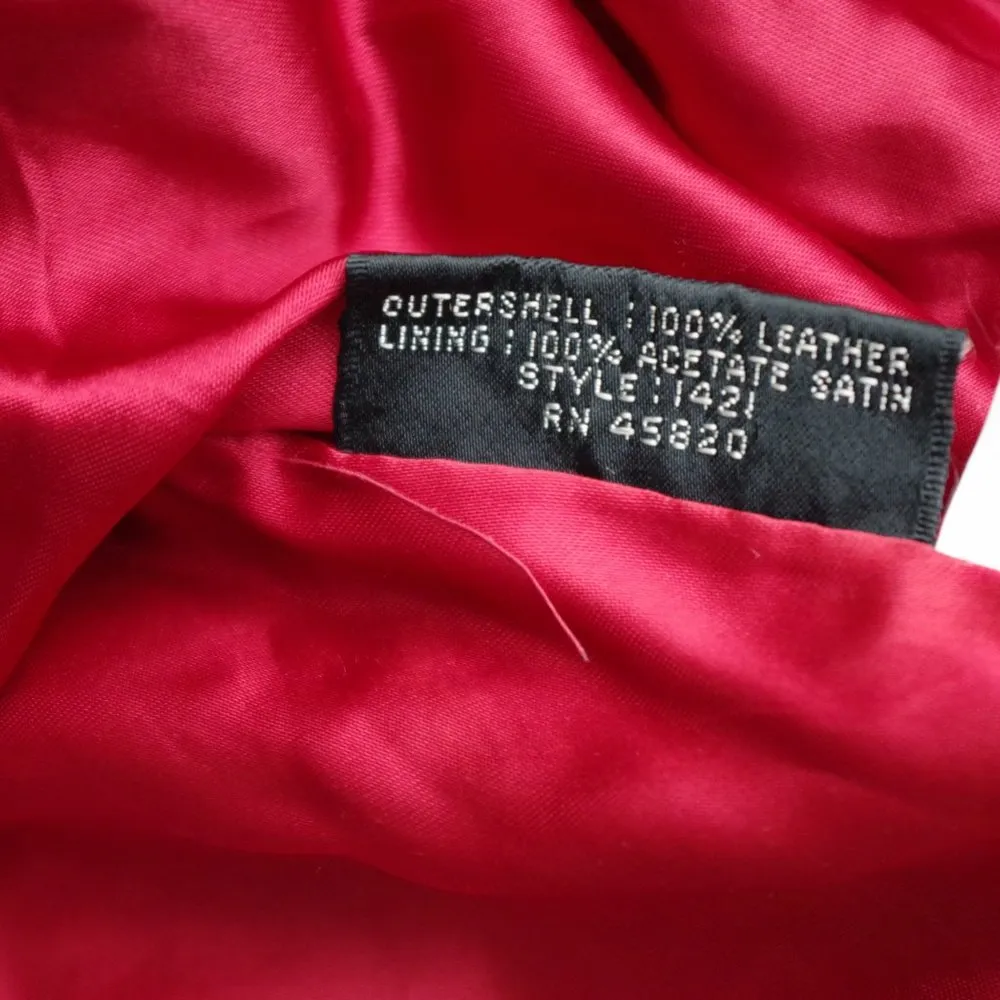 OUTERSHELL : 100% LEATHER
LINING : 100% ACETATE SATIN
STYLE : 1421
RN 45820